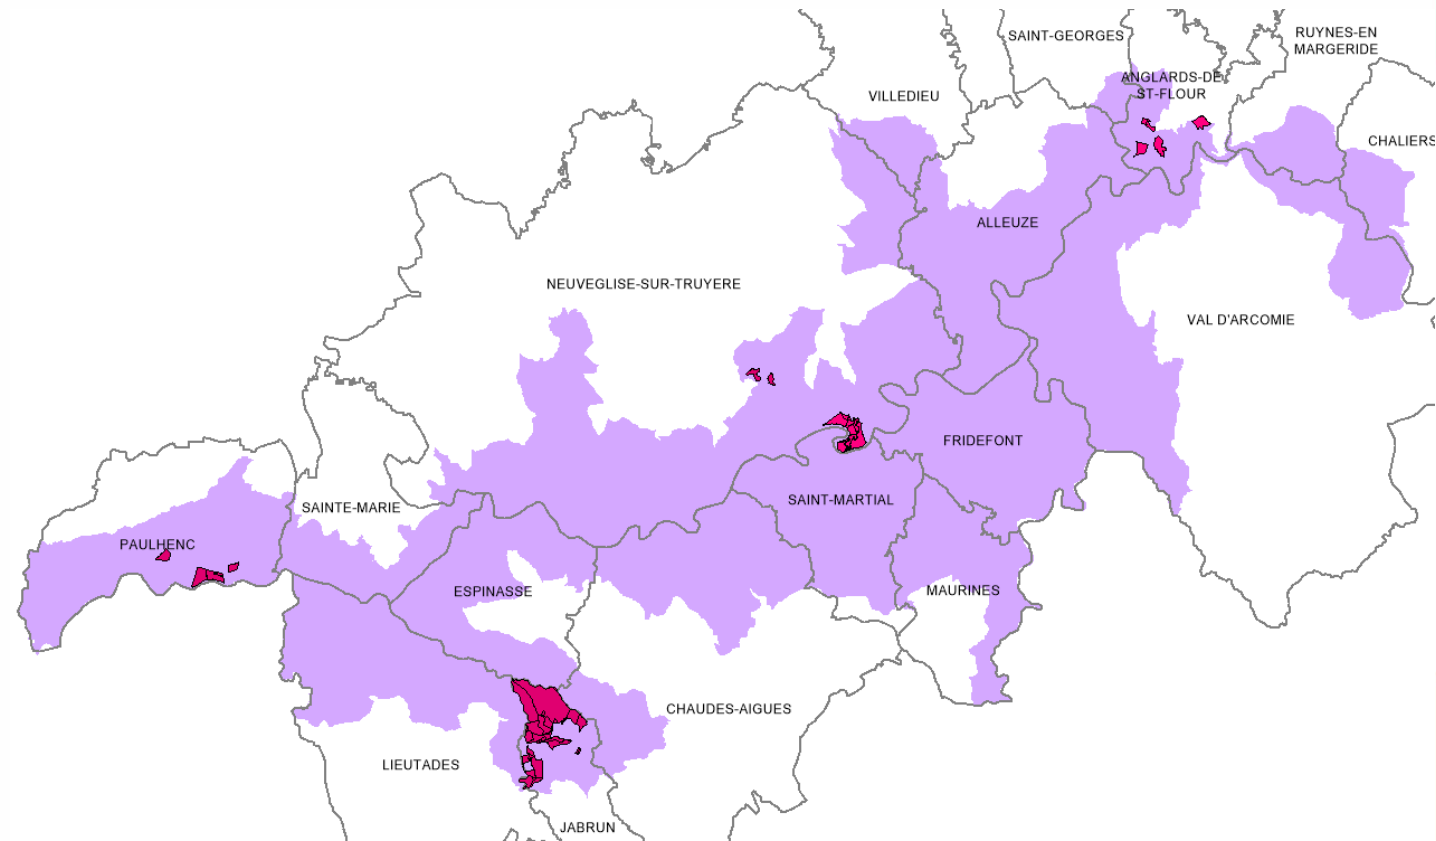 SAINT-GEORGES
RUYNES-EN
MARGERIDE
ANGLARDS-DE
ST-FLOUR
VILLEDIEU
CHALIERS
ALLEUZE
NEUVEGLISE-SUR-TRUYERE
VAL D'ARCOMIE
FRIDEFONT
SAINT-MARTIAL
SAINTE-MARIE
PAULHENC
ESPINASSE
MAURINES
CHAUDES-AIGUES
LIEUTADES
JABRUN